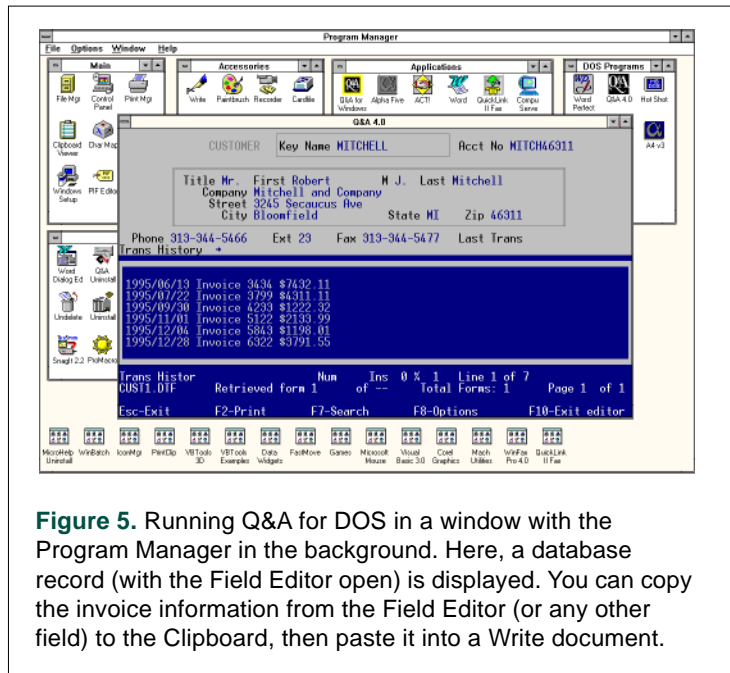 Program Manager
File Options Window Help
Main
Accessories
Applications
DOS Programs
File Mgr Control Panel Print Mgr
Write Paintbrush Recorder Cardfile
Q&A for Windows Alpha Five ACT! Word QuickLink II Fax Compu Serve
Word Perfect Q&A 4.0 Hot Shot
Clipboard Viewer Char Map
A4 v3
Windows Setup PIF Editor
Q&A 4.0
CUSTOMER Key Name MITCHELL Acct No MITCH46311
Title Mr. First Robert M J. Last Mitchell
Company Mitchell and Company
Street 3245 Secaucus Ave
City Bloomfield State MI Zip 46311
Phone 313-344-5466 Ext 23 Fax 313-344-5477 Last Trans
Trans History →
1995/06/13 Invoice 3434 $7432.11
1995/07/22 Invoice 3799 $4311.11
1995/09/30 Invoice 4233 $1222.32
1995/11/01 Invoice 5122 $2133.99
1995/12/04 Invoice 5843 $1198.01
1995/12/28 Invoice 6322 $3791.55
Trans Histor Num Ins 0 % 1 Line 1 of 7
CUST1.DTF Retrieved form 1 of -- Total Forms: 1 Page 1 of 1
Esc-Exit F2-Print F7-Search F8-Options F10-Exit editor
Word Dialog Ed Q&A Uninstall
Undelete Uninstal
SnagIt 2.2 ProMacro
MicroHelp Uninstall WinBatch IconMgr PrintClip VBTools 3D VBTools Examples Data Widgets FastMove Games Microsoft Mouse Visual Basic 3.0 Corel Graphics Mach Utilities WinFax Pro 4.0 QuickLink II Fax
Figure 5. Running Q&A for DOS in a window with the
Program Manager in the background. Here, a database
record (with the Field Editor open) is displayed. You can copy
the invoice information from the Field Editor (or any other
field) to the Clipboard, then paste it into a Write document.